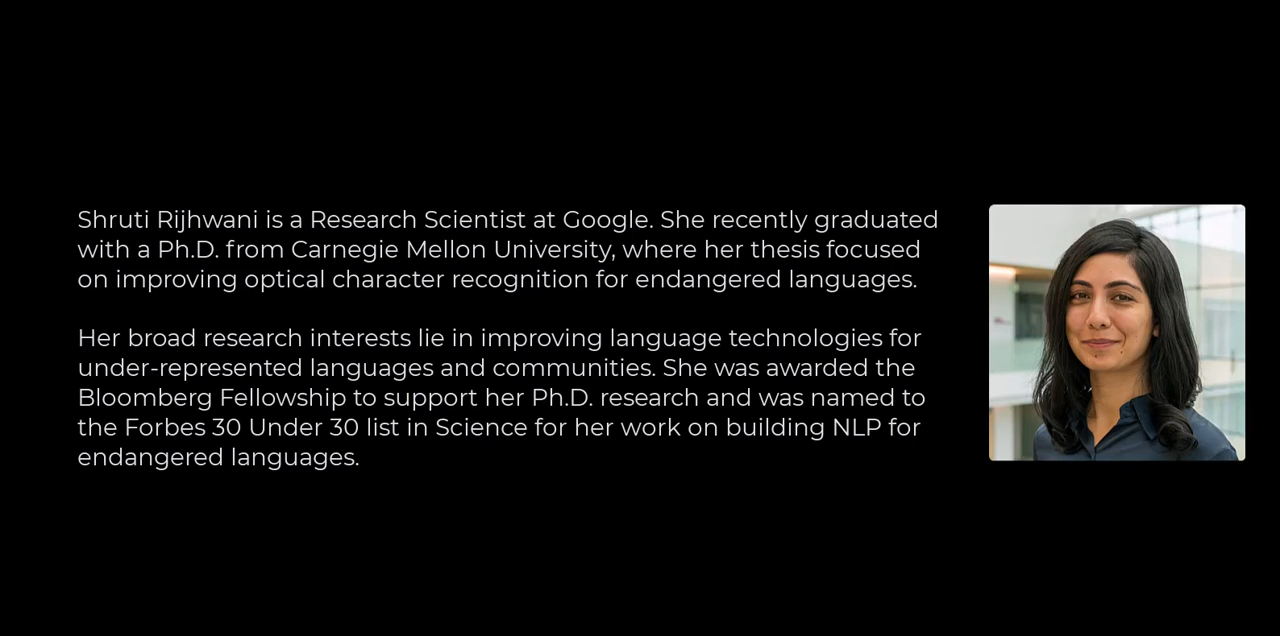 Shruti Rijhwani is a Research Scientist at Google. She recently graduated
with a Ph.D. from Carnegie Mellon University, where her thesis focused
on improving optical character recognition for endangered languages.
Her broad research interests lie in improving language technologies for
under-represented languages and communities. She was awarded the
Bloomberg Fellowship to support her Ph.D. research and was named to
the Forbes 30 Under 30 list in Science for her work on building NLP for
endangered languages.